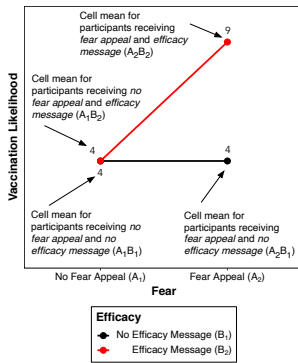 Cell mean for
participants receiving
fear appeal and efficacy
message (A₂B₂)
9
Cell mean for
participants receiving no
fear appeal and efficacy
message (A₁B₂)
4
4
4
Cell mean for
participants receiving no
fear appeal and no
efficacy message (A₁B₁)
Cell mean for
participants receiving
fear appeal and no
efficacy message (A₂B₁)
Vaccination Likelihood
No Fear Appeal (A₁)
Fear Appeal (A₂)
Fear
Efficacy
No Efficacy Message (B₁)
Efficacy Message (B₂)